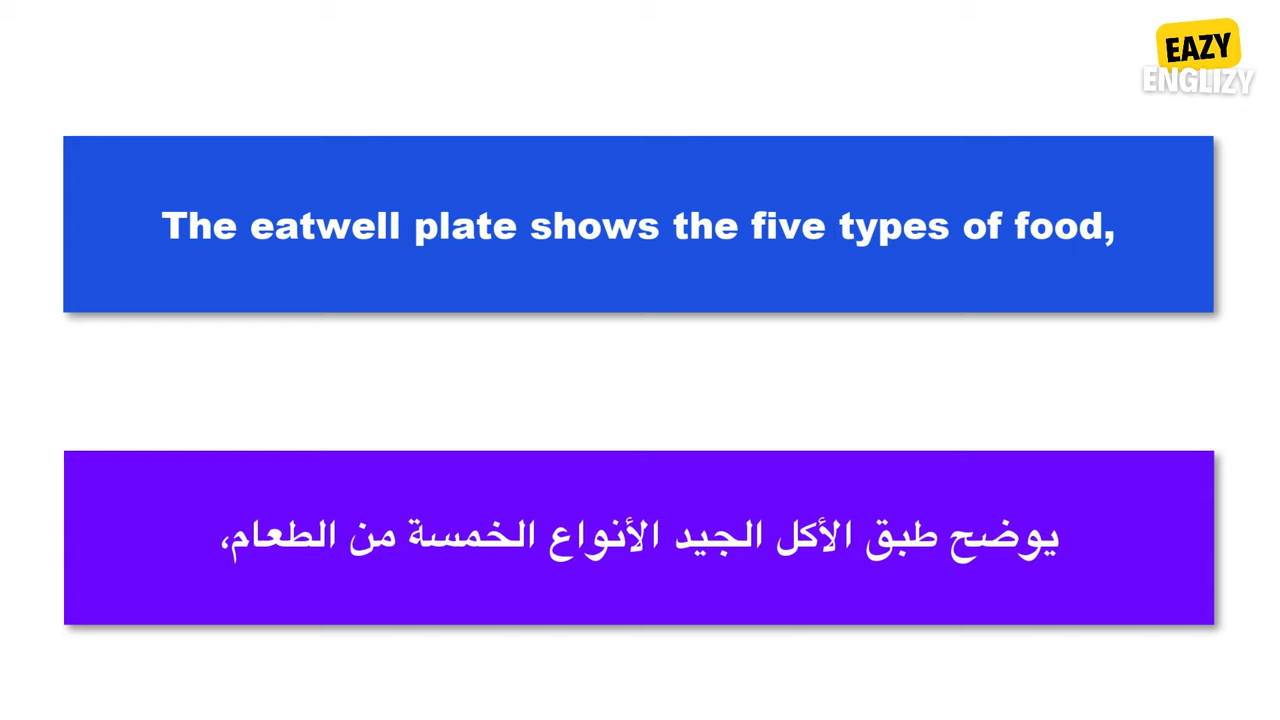 EAZY
ENGLIZY
The eatwell plate shows the five types of food,
يوضح طبق الأكل الجيد الأنواع الخمسة من الطعام،